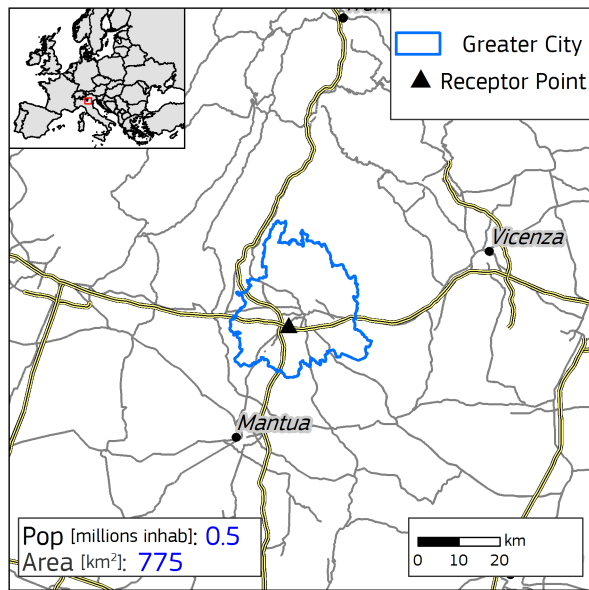 Greater City
Receptor Point
Vicenza
Mantua
Pop [millions inhab]: 0.5
Area [km²]: 775
km
0 10 20